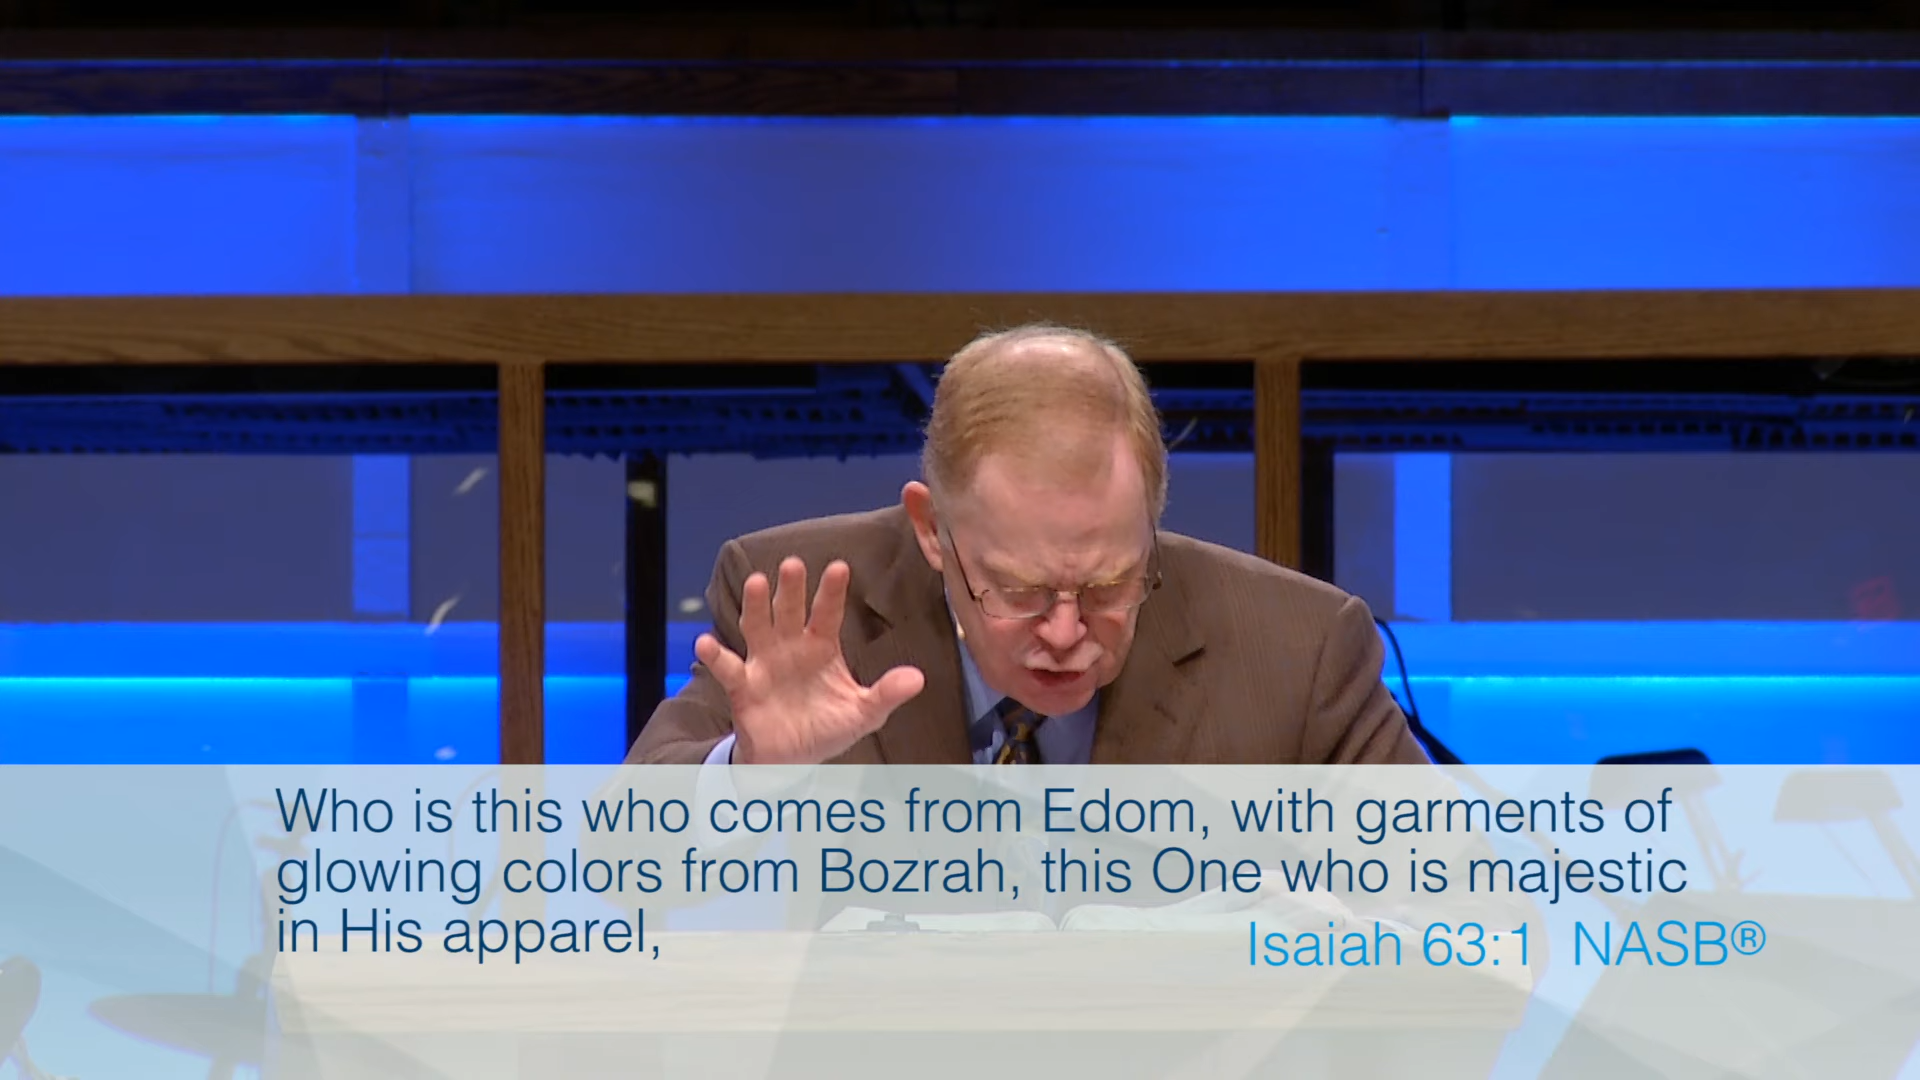 Who is this who comes from Edom, with garments of
glowing colors from Bozrah, this One who is majestic
in His apparel,
Isaiah 63:1 NASB®